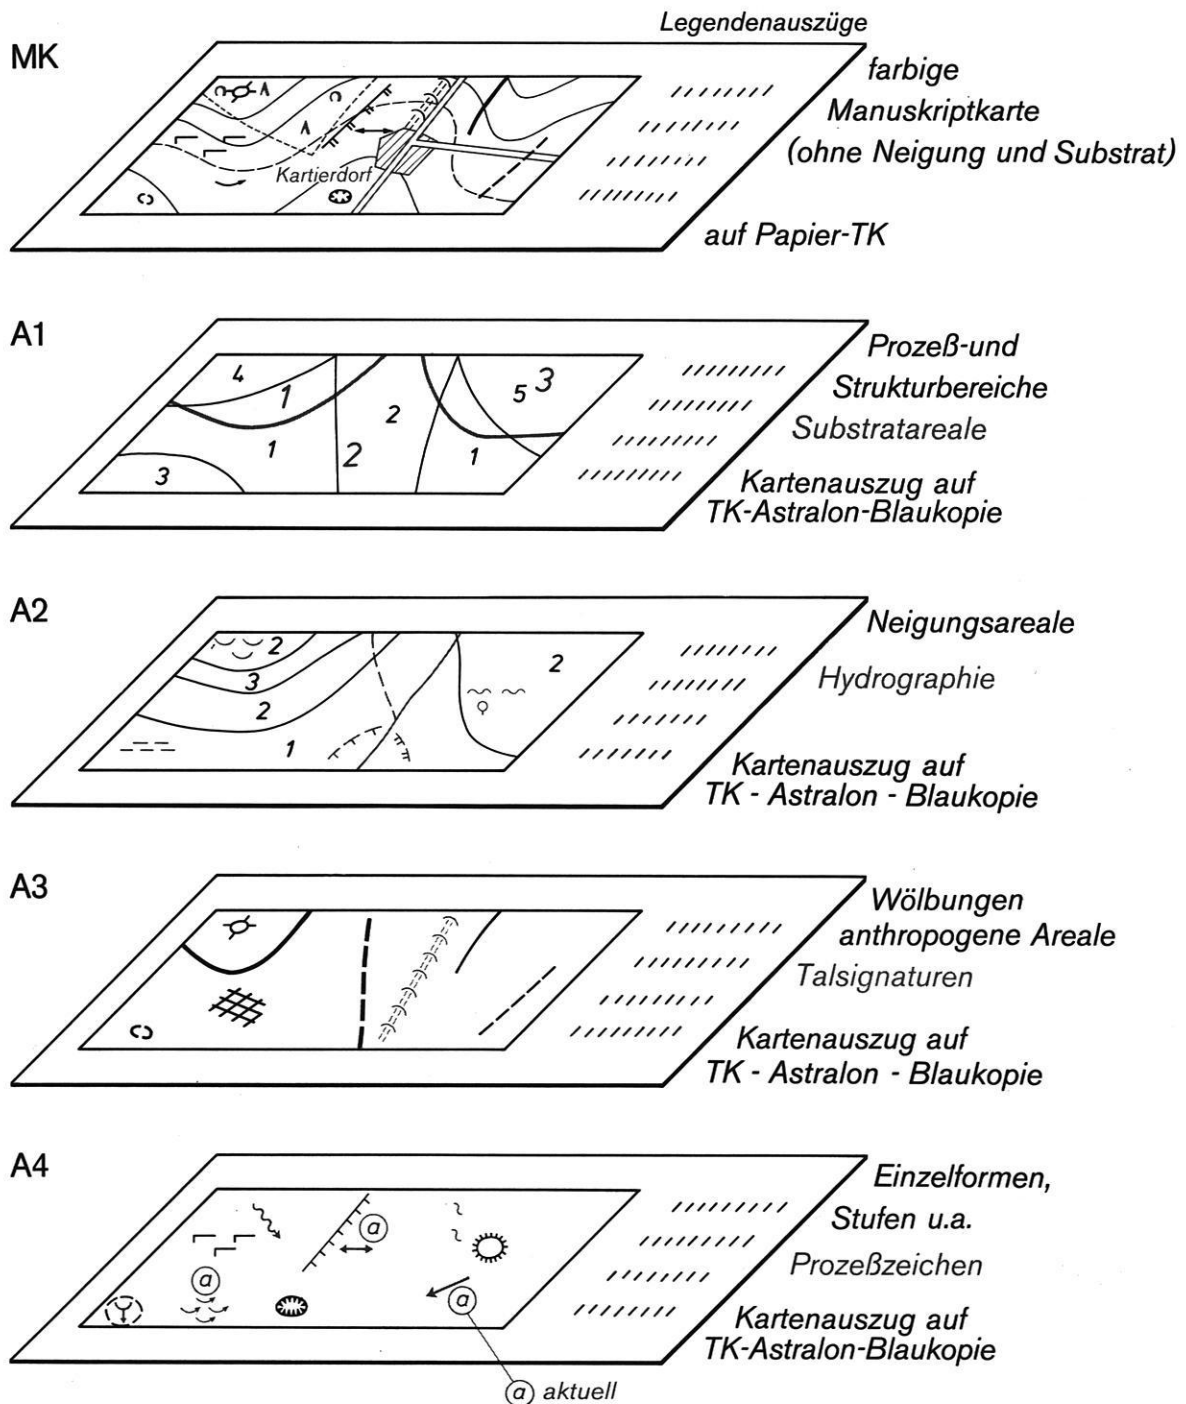 Legendenauszüge
MK
farbige
Manuskriptkarte
(ohne Neigung und Substrat)
Kartierdorf
auf Papier-TK
A1
Prozeß-und
Strukturbereiche
Substratareale
4
1
5 3
2
1
2
1
3
Kartenauszug auf
TK-Astralon-Blaukopie
A2
Neigungsareale
Hydrographie
2
3
2
2
1
Kartenauszug auf
TK - Astralon - Blaukopie
A3
Wölbungen
anthropogene Areale
Talsignaturen
Kartenauszug auf
TK - Astralon - Blaukopie
A4
Einzelformen,
Stufen u.a.
Prozeßzeichen
a
a
a
Kartenauszug auf
TK-Astralon-Blaukopie
a aktuell